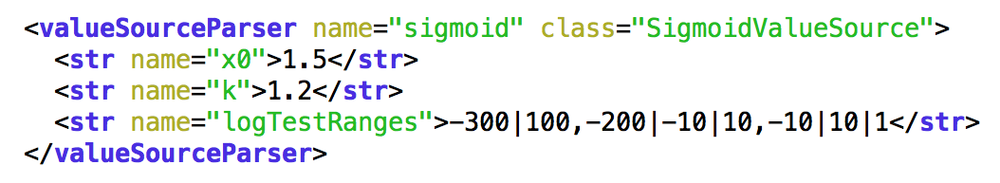 <valueSourceParser name="sigmoid" class="SigmoidValueSource">
  <str name="x0">1.5</str>
  <str name="k">1.2</str>
  <str name="logTestRanges">-300|100,-200|-10|10,-10|10|1</str>
</valueSourceParser>